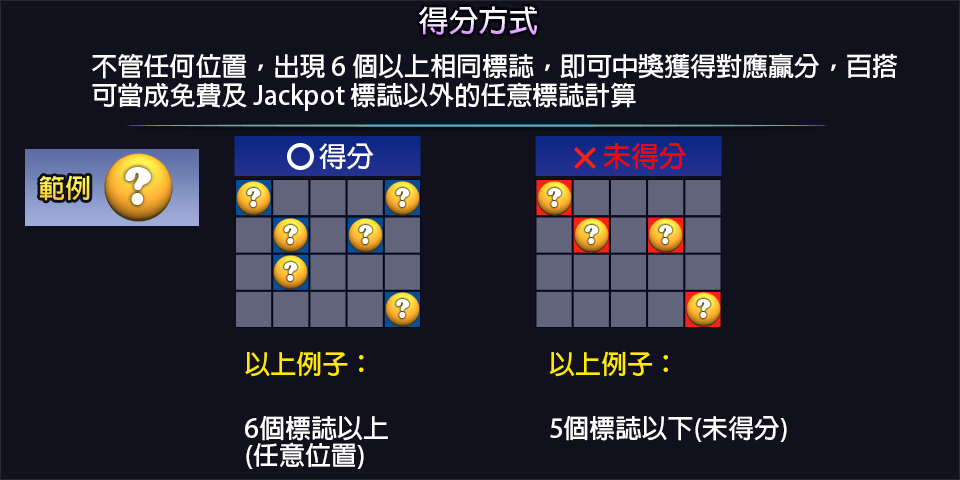 得分方式
不管任何位置，出現 6 個以上相同標誌，即可中獎獲得對應贏分，百搭
可當成免費及 Jackpot 標誌以外的任意標誌計算
範例 ?
○得分
× 未得分
? ?
? ?
?
?
?
? ?
?
以上例子：
6個標誌以上
(任意位置)
以上例子：
5個標誌以下(未得分)